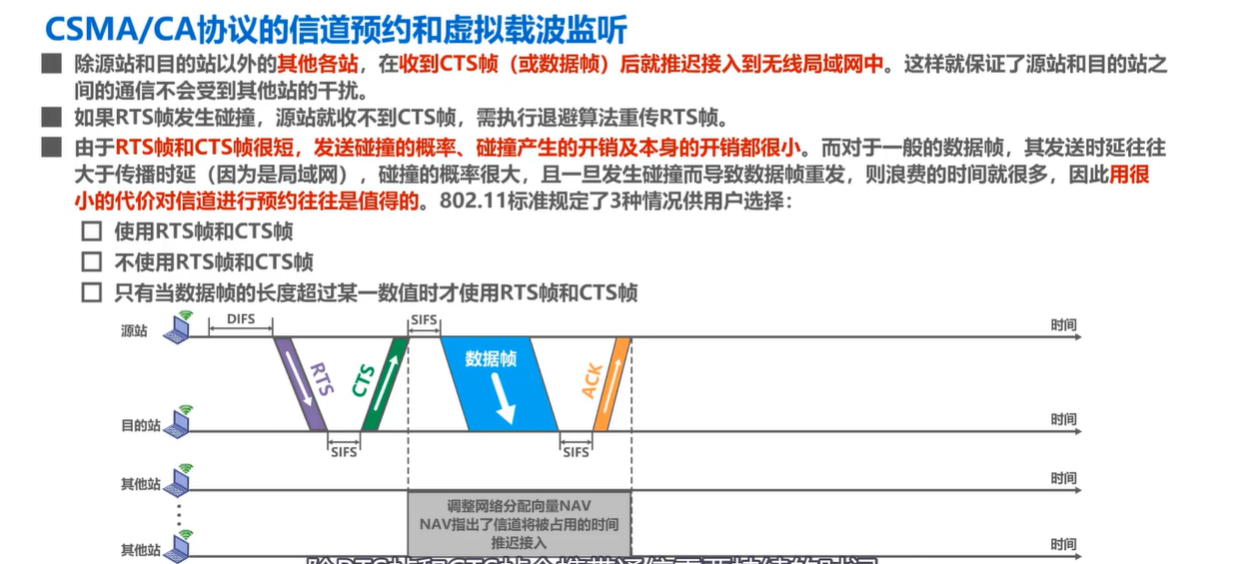 CSMA/CA协议的信道预约和虚拟载波监听
除源站和目的站以外的其他各站，在收到CTS帧（或数据帧）后就推迟接入到无线局域网中。这样就保证了源站和目的站之
间的通信不会受到其他站的干扰。
如果RTS帧发生碰撞，源站就收不到CTS帧，需执行退避算法重传RTS帧。
由于RTS帧和CTS帧很短，发送碰撞的概率、碰撞产生的开销及本身的开销都很小。而对于一般的数据帧，其发送时延往往
大于传播时延（因为是局域网），碰撞的概率很大，且一旦发生碰撞而导致数据帧重发，则浪费的时间就很多，因此用很
小的代价对信道进行预约往往是值得的。802.11标准规定了3种情况供用户选择：
使用RTS帧和CTS帧
不使用RTS帧和CTS帧
只有当数据帧的长度超过某一数值时才使用RTS帧和CTS帧
DIFS
SIFS
源站
时间
RTS
CTS
数据帧
ACK
目的站
时间
SIFS
SIFS
其他站
时间
调整网络分配向量NAV
NAV指出了信道将被占用的时间
推迟接入
其他站
时间